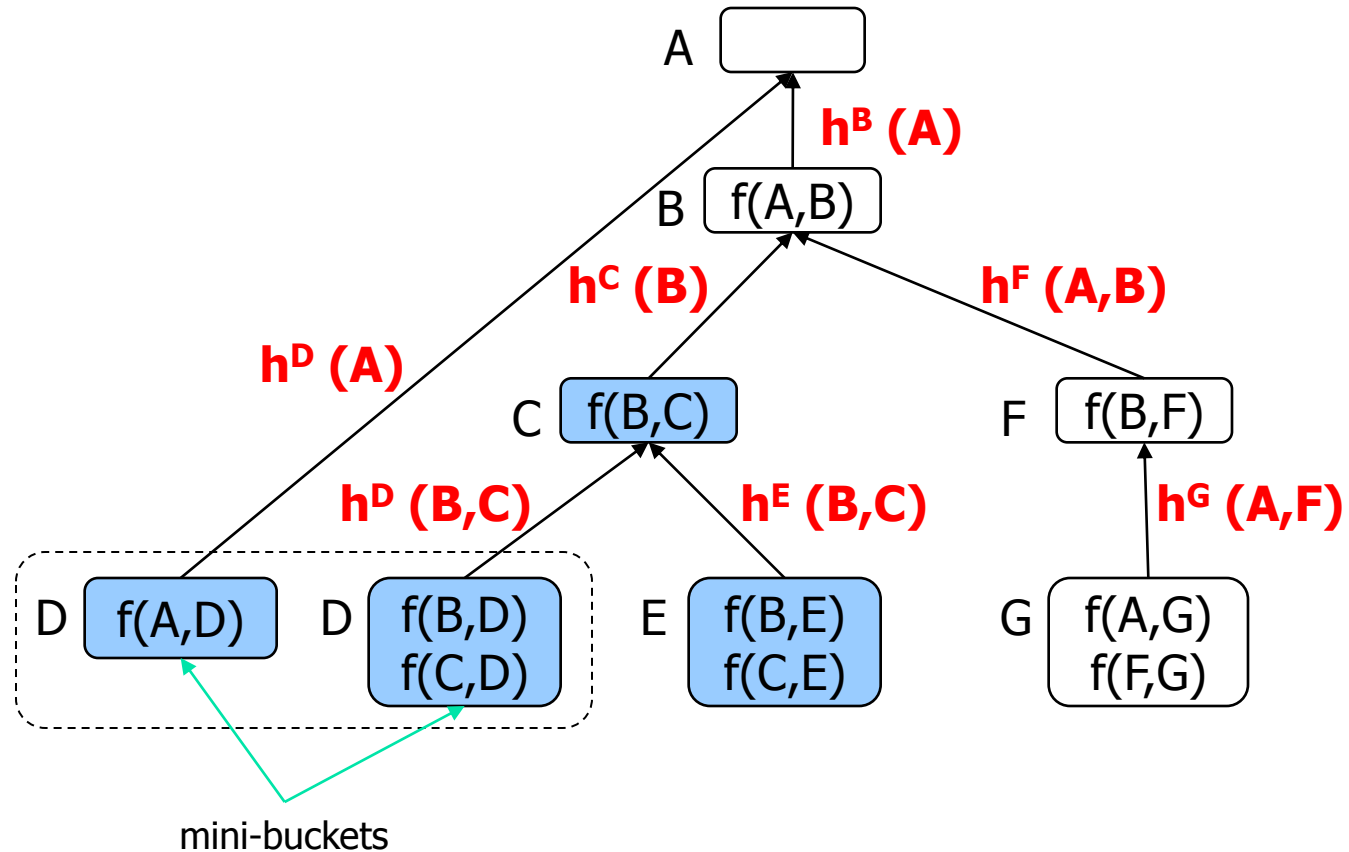 A
hᴮ (A)
B
f(A,B)
hᶜ (B)
hᶠ (A,B)
hᴰ (A)
C
f(B,C)
F
f(B,F)
hᴰ (B,C)
hᴱ (B,C)
hᴳ (A,F)
D
f(A,D)
D
f(B,D)
f(C,D)
E
f(B,E)
f(C,E)
G
f(A,G)
f(F,G)
mini-buckets